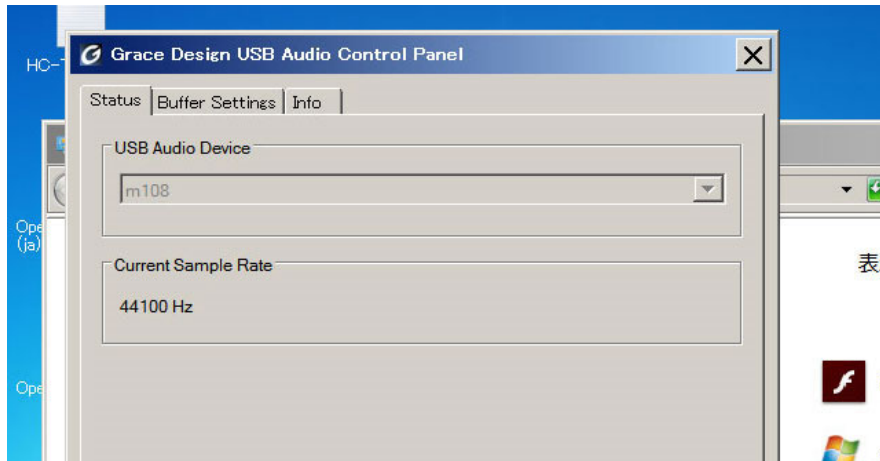 Grace Design USB Audio Control Panel
HC-
Status
Buffer Settings
Info
USB Audio Device
m108
Current Sample Rate
44100 Hz
Ope
(ja)
Ope
表